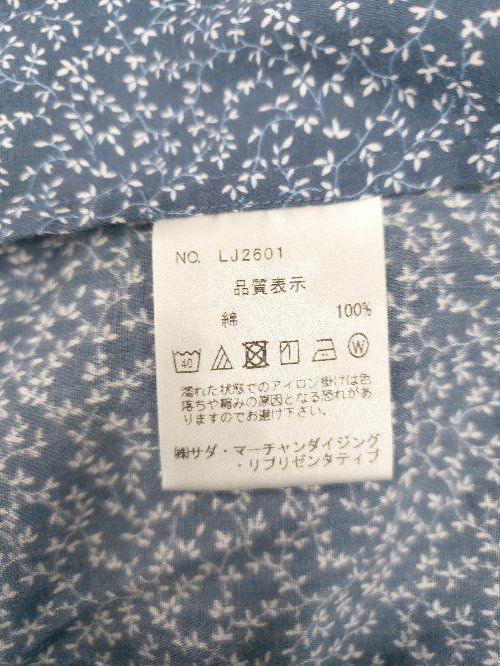 NO. LJ2601
品質表示
綿 100%
40 W
濡れた状態でのアイロン掛けは色
落ちや縮みの原因となる恐れがあ
りますのでお避け下さい。
㈱サダ・マーチャンダイジング
・リプリゼンタティブ